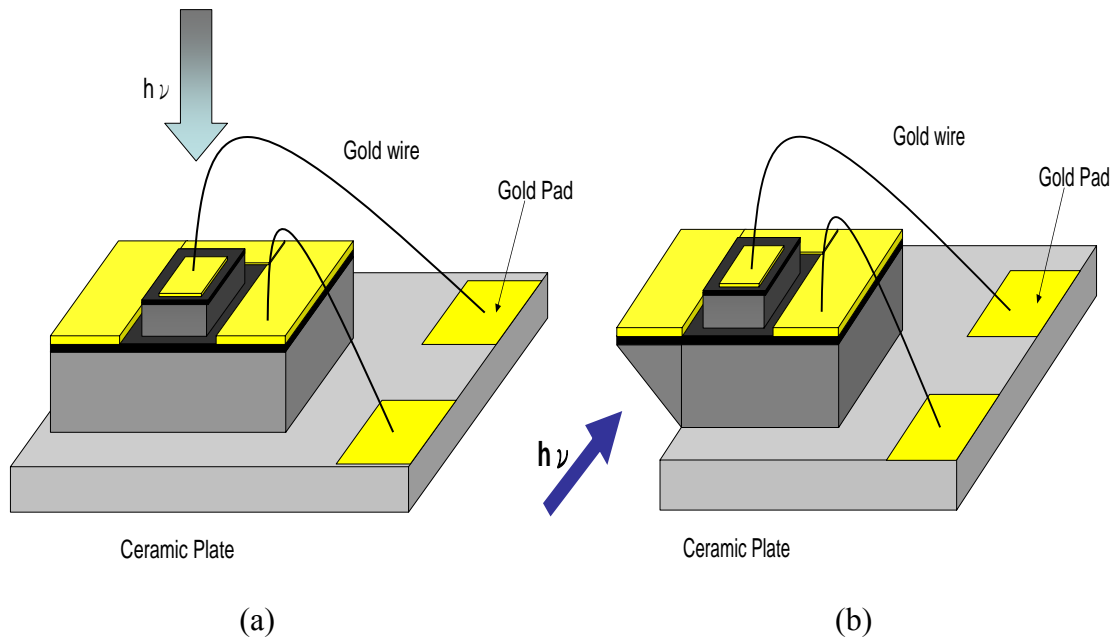 hν
Gold wire
Gold Pad
Ceramic Plate
(a)
Gold wire
Gold Pad
hν
Ceramic Plate
(b)